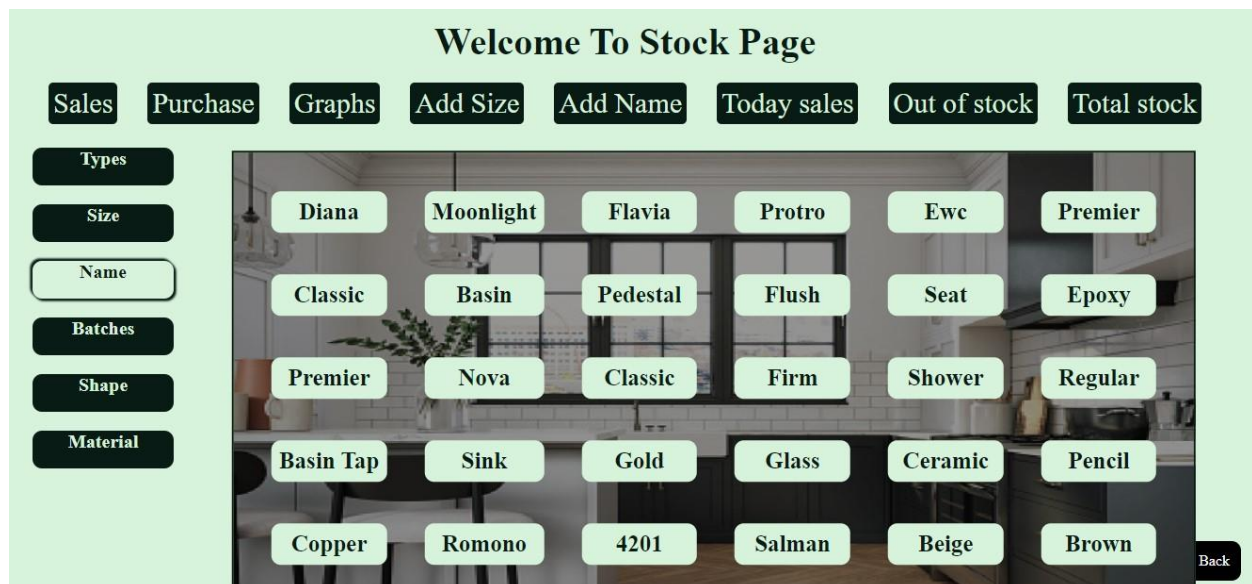 Welcome To Stock Page
Sales Purchase Graphs Add Size Add Name Today sales Out of stock Total stock
Types
Size
Name
Batches
Shape
Material
Diana Moonlight Flavia Protro Ewc Premier
Classic Basin Pedestal Flush Seat Epoxy
Premier Nova Classic Firm Shower Regular
Basin Tap Sink Gold Glass Ceramic Pencil
Copper Romono 4201 Salman Beige Brown
Back